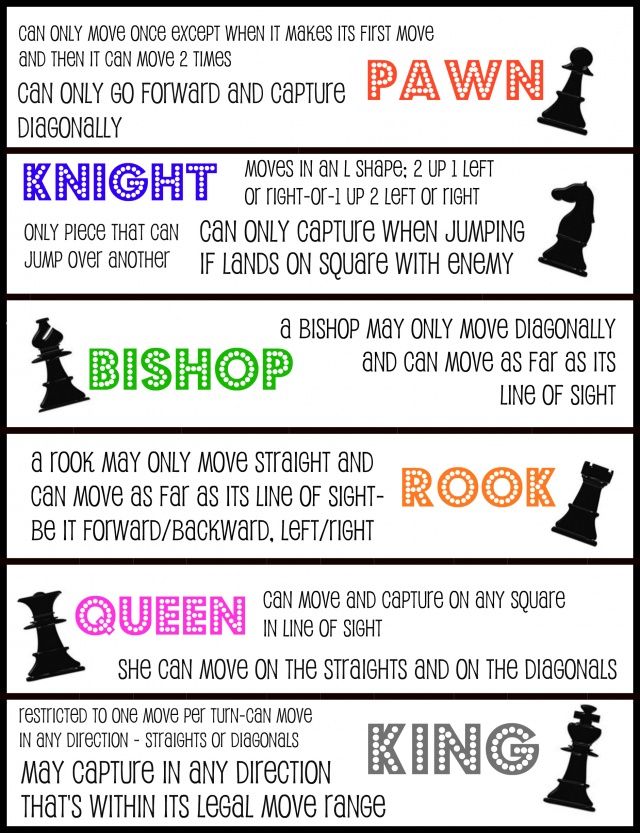 CAN ONLY MOVE ONCE EXCEPT WHEN IT MAKES ITS FIRST MOVE
AND THEN IT CAN MOVE 2 TIMES
CAN ONLY GO FORWARD AND CAPTURE
DIAGONALLY
PAWN
KNIGHT
MOVES IN AN L SHAPE; 2 UP 1 LEFT
OR RIGHT-OR-1 UP 2 LEFT OR RIGHT
ONLY PIECE THAT CAN
JUMP OVER ANOTHER
CAN ONLY CAPTURE WHEN JUMPING
IF LANDS ON SQUARE WITH ENEMY
BISHOP
A BISHOP MAY ONLY MOVE DIAGONALLY
AND CAN MOVE AS FAR AS ITS
LINE OF SIGHT
A ROOK MAY ONLY MOVE STRAIGHT AND
CAN MOVE AS FAR AS ITS LINE OF SIGHT-
BE IT FORWARD/BACKWARD, LEFT/RIGHT
ROOK
QUEEN
CAN MOVE AND CAPTURE ON ANY SQUARE
IN LINE OF SIGHT
SHE CAN MOVE ON THE STRAIGHTS AND ON THE DIAGONALS
RESTRICTED TO ONE MOVE PER TURN-CAN MOVE
IN ANY DIRECTION - STRAIGHTS OR DIAGONALS
MAY CAPTURE IN ANY DIRECTION
THAT'S WITHIN ITS LEGAL MOVE RANGE
KING